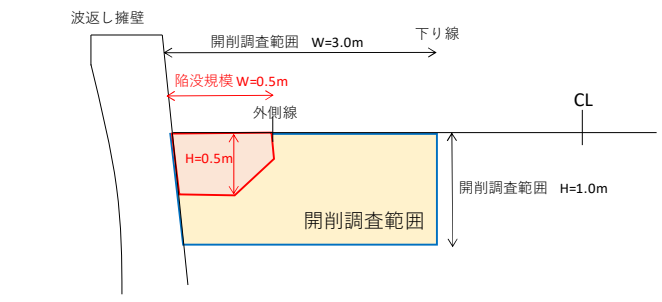 波返し擁壁
開削調査範囲 W=3.0m
下り線
陥没規模 W=0.5m
外側線
CL
H=0.5m
開削調査範囲 H=1.0m
開削調査範囲